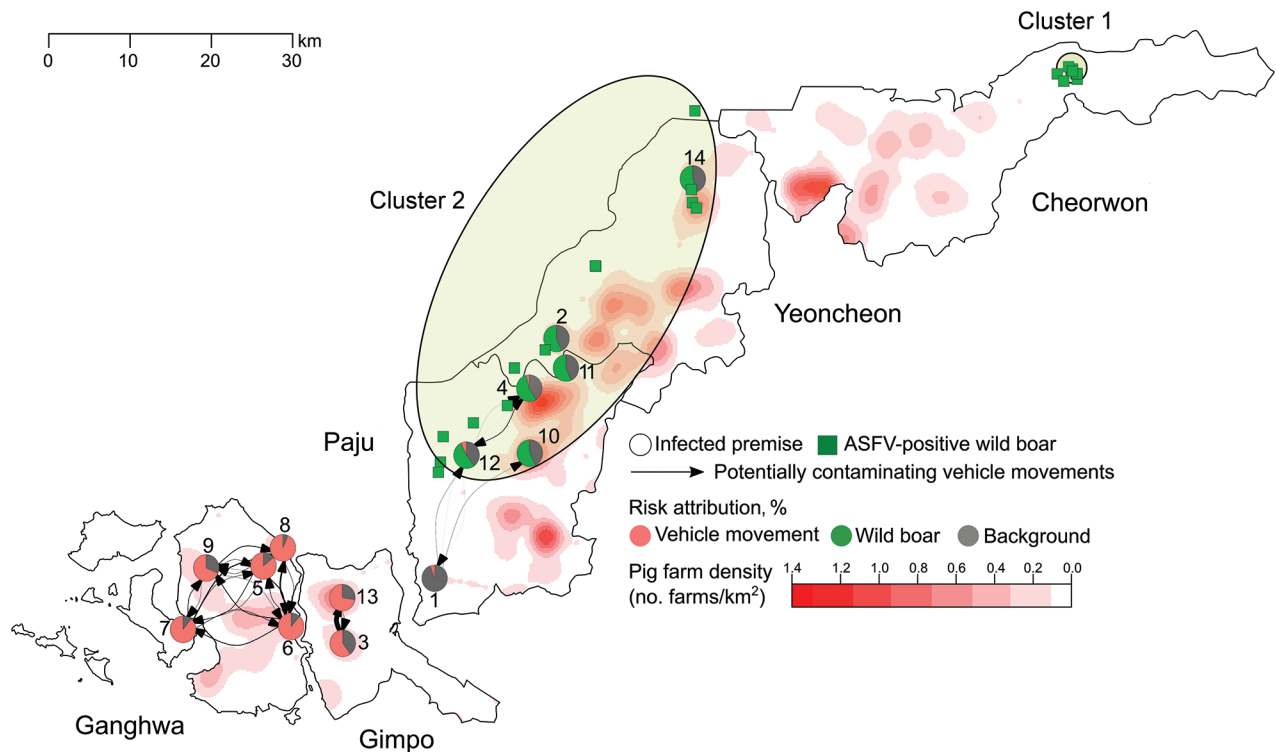 Cluster 1
km
0 10 20 30
14
Cluster 2
Cheorwon
Yeoncheon
2
11
4
Paju
10
12
Infected premise ASFV-positive wild boar
Potentially contaminating vehicle movements
Risk attribution, %
Vehicle movement Wild boar Background
Pig farm density
(no. farms/km²)
1.4 1.2 1.0 0.8 0.6 0.4 0.2 0.0
8
9
5
1
13
7
6
3
Ganghwa
Gimpo